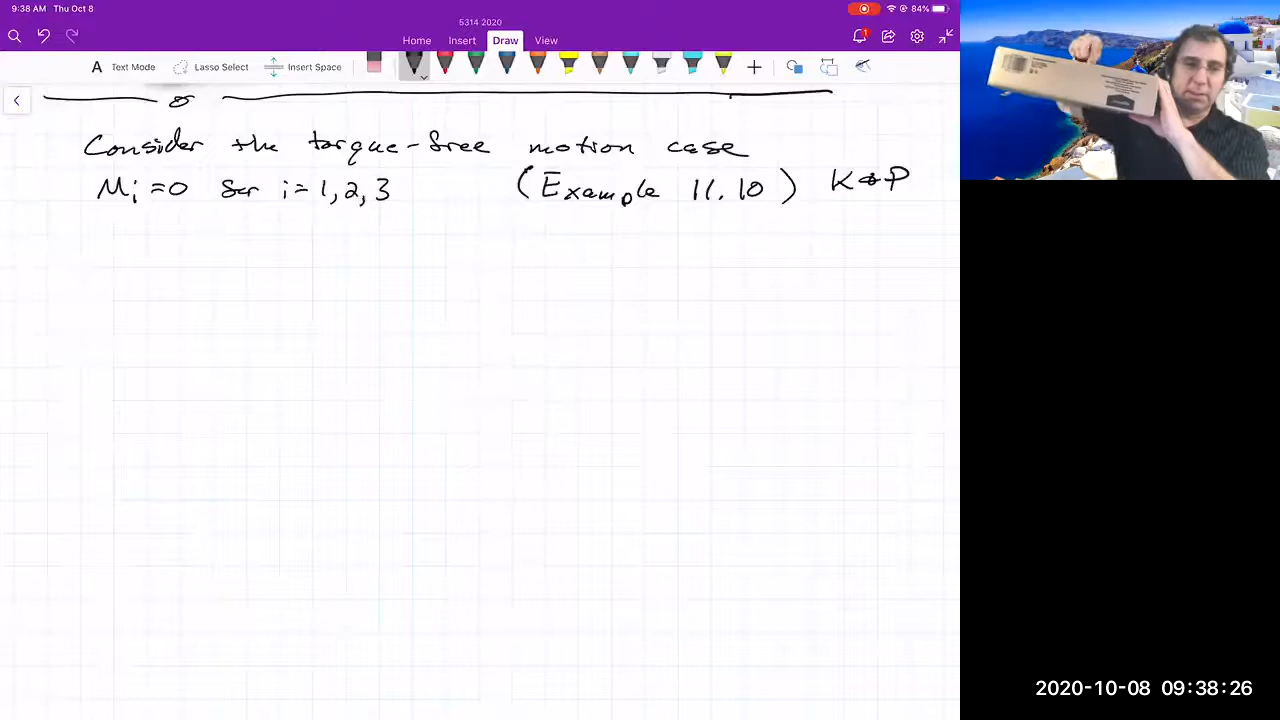 9:38 AM Thu Oct 8
84%
5314 2020
Home Insert Draw View
Text Mode Lasso Select Insert Space
Consider the torque-free motion case
Mi=0 for i=1,2,3 (Example 11.10) K&P
2020-10-08 09:38:26